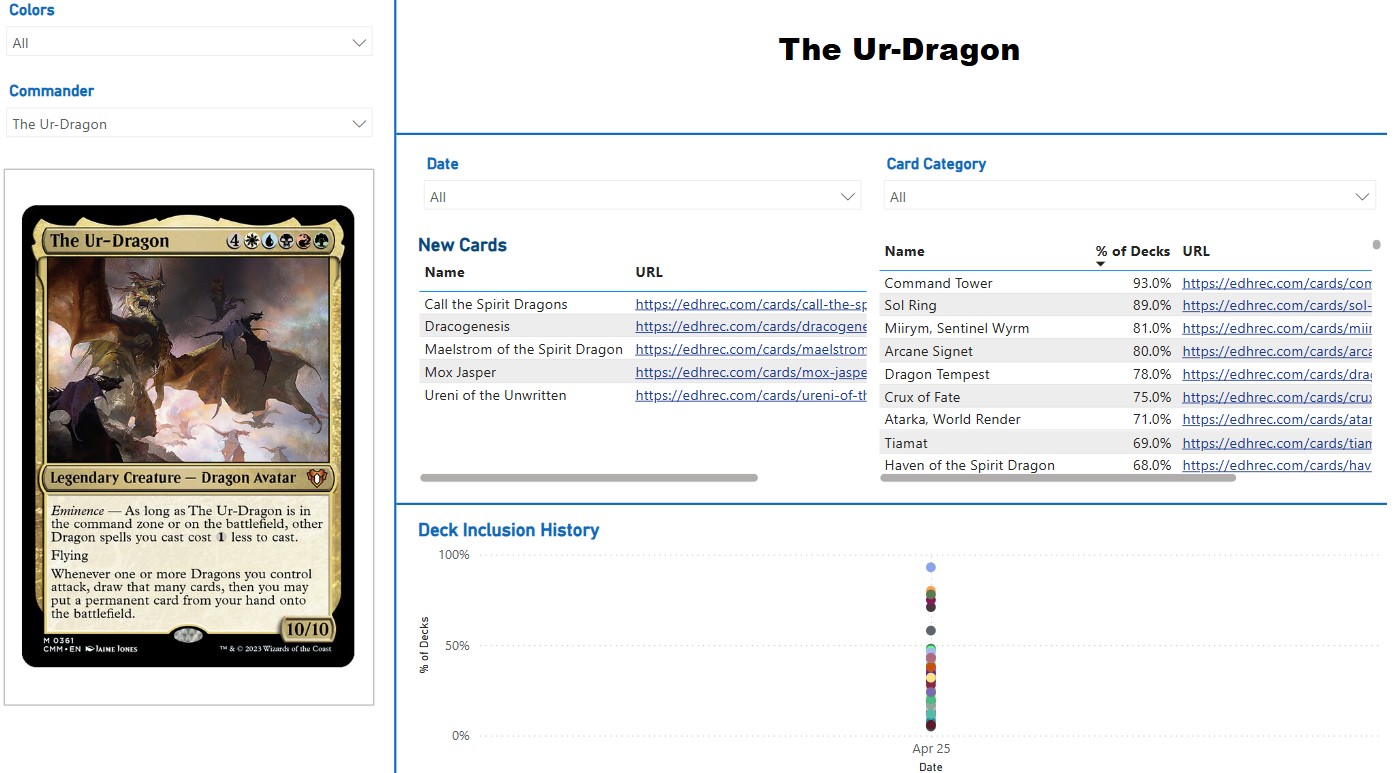 Colors
All
Commander
The Ur-Dragon
The Ur-Dragon
4
Legendary Creature — Dragon Avatar
Eminence — As long as The Ur-Dragon is in
the command zone or on the battlefield, other
Dragon spells you cast cost 1 less to cast.
Flying
Whenever one or more Dragons you control
attack, draw that many cards, then you may
put a permanent card from your hand onto
the battlefield.
10/10
M 0361
CMM • EN JAIME JONES
™ & © 2023 Wizards of the Coast
The Ur-Dragon
Date
All
Card Category
All
New Cards
Name URL
Call the Spirit Dragons https://edhrec.com/cards/call-the-sp
Dracogenesis https://edhrec.com/cards/dracogene
Maelstrom of the Spirit Dragon https://edhrec.com/cards/maelstrom
Mox Jasper https://edhrec.com/cards/mox-jaspe
Ureni of the Unwritten https://edhrec.com/cards/ureni-of-th
Name % of Decks URL
Command Tower 93.0% https://edhrec.com/cards/com
Sol Ring 89.0% https://edhrec.com/cards/sol-
Miirym, Sentinel Wyrm 81.0% https://edhrec.com/cards/miir
Arcane Signet 80.0% https://edhrec.com/cards/arca
Dragon Tempest 78.0% https://edhrec.com/cards/drag
Crux of Fate 75.0% https://edhrec.com/cards/crux
Atarka, World Render 71.0% https://edhrec.com/cards/atar
Tiamat 69.0% https://edhrec.com/cards/tiam
Haven of the Spirit Dragon 68.0% https://edhrec.com/cards/hav
Deck Inclusion History
100%
50%
0%
% of Decks
Apr 25
Date